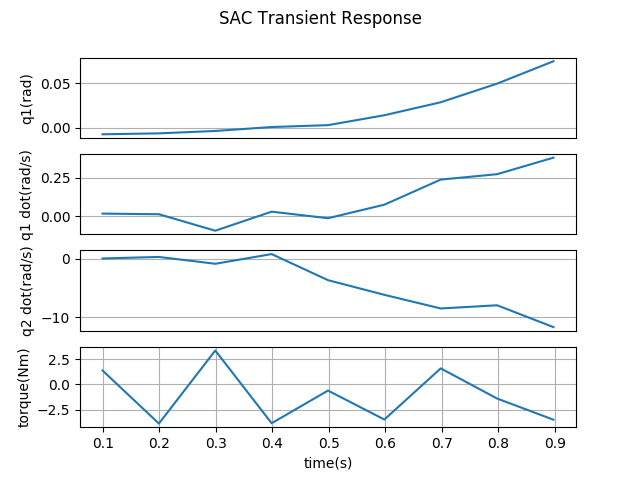 SAC Transient Response
q1(rad)
0.05
0.00
q1 dot(rad/s)
0.25
0.00
q2 dot(rad/s)
0
−10
torque(Nm)
2.5
0.0
−2.5
0.1 0.2 0.3 0.4 0.5 0.6 0.7 0.8 0.9
time(s)